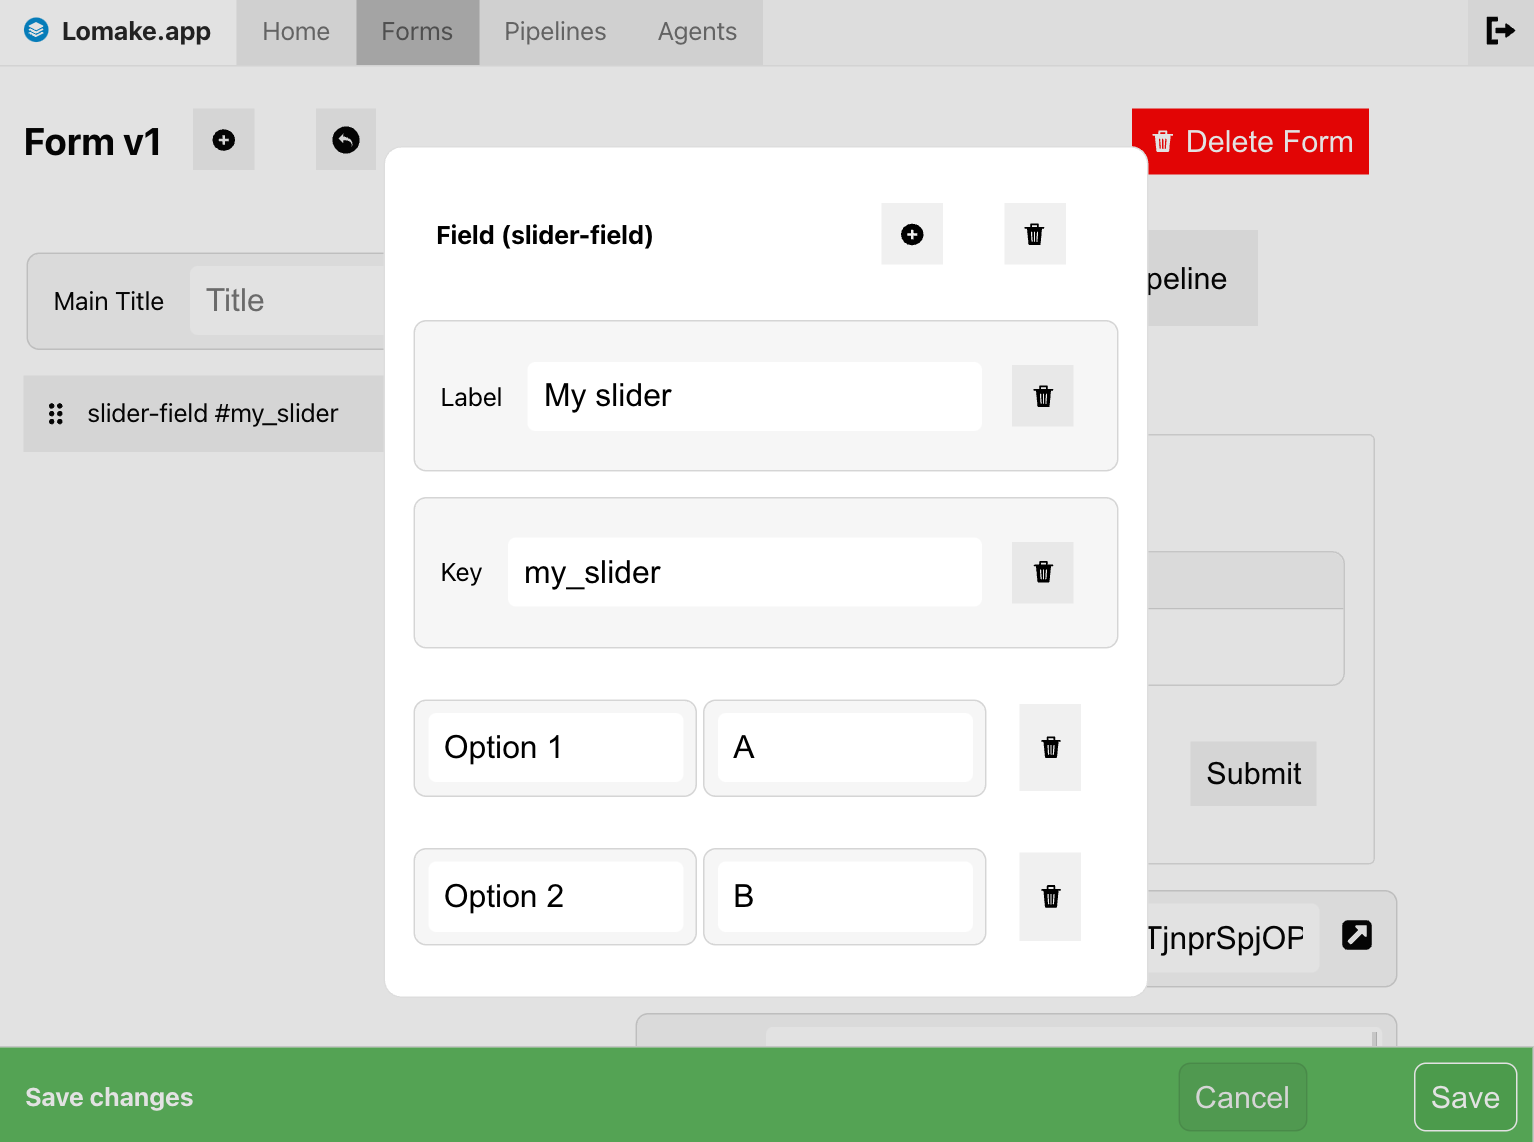 Lomake.app
Home
Forms
Pipelines
Agents
Form v1
Delete Form
Field (slider-field)
Main Title
Title
peline
slider-field #my_slider
Label
My slider
Key
my_slider
Option 1
A
Submit
Option 2
B
TjnprSpjOP
Save changes
Cancel
Save